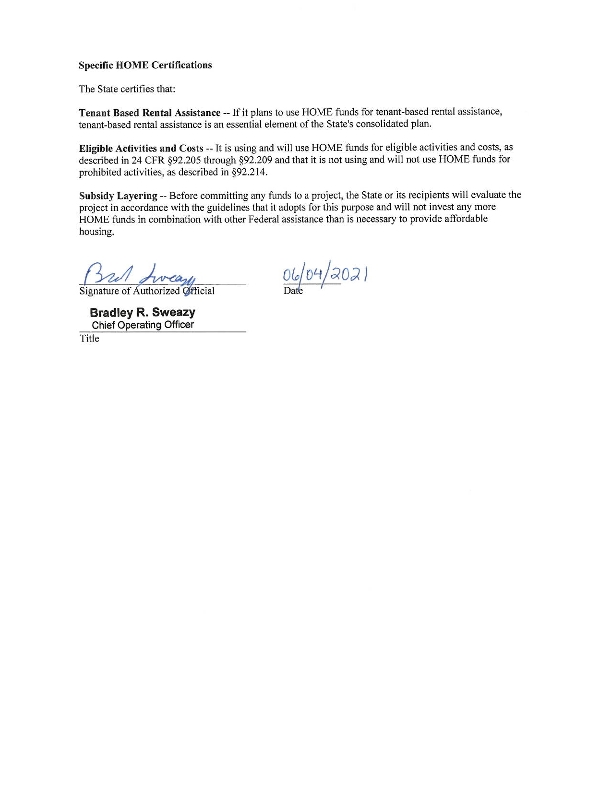 Specific HOME Certifications
The State certifies that:
Tenant Based Rental Assistance -- If it plans to use HOME funds for tenant-based rental assistance,
tenant-based rental assistance is an essential element of the State's consolidated plan.
Eligible Activities and Costs -- It is using and will use HOME funds for eligible activities and costs, as
described in 24 CFR §92.205 through §92.209 and that it is not using and will not use HOME funds for
prohibited activities, as described in §92.214.
Subsidy Layering -- Before committing any funds to a project, the State or its recipients will evaluate the
project in accordance with the guidelines that it adopts for this purpose and will not invest any more
HOME funds in combination with other Federal assistance than is necessary to provide affordable
housing.
Brad Sweazy 06/04/2021
Signature of Authorized Official Date
Bradley R. Sweazy
Chief Operating Officer
Title